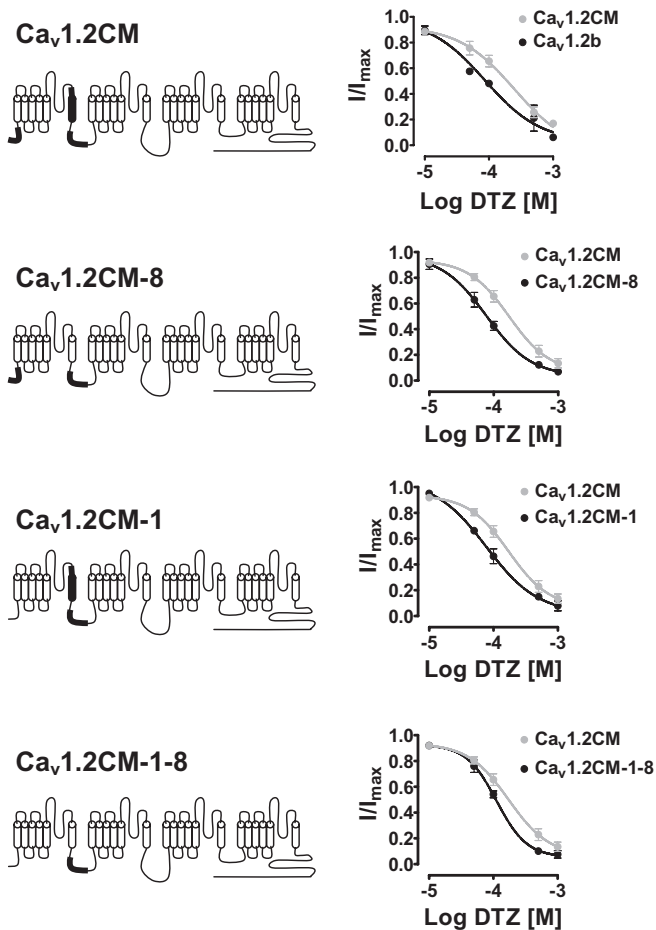 Caᵥ1.2CM
Caᵥ1.2CM
Caᵥ1.2b
I/Iₘₐₓ
1.0
0.8
0.6
0.4
0.2
0.0
-5 -4 -3
Log DTZ [M]
Caᵥ1.2CM-8
Caᵥ1.2CM
Caᵥ1.2CM-8
I/Iₘₐₓ
1.0
0.8
0.6
0.4
0.2
0.0
-5 -4 -3
Log DTZ [M]
Caᵥ1.2CM-1
Caᵥ1.2CM
Caᵥ1.2CM-1
I/Iₘₐₓ
1.0
0.8
0.6
0.4
0.2
0.0
-5 -4 -3
Log DTZ [M]
Caᵥ1.2CM-1-8
Caᵥ1.2CM
Caᵥ1.2CM-1-8
I/Iₘₐₓ
1.0
0.8
0.6
0.4
0.2
0.0
-5 -4 -3
Log DTZ [M]